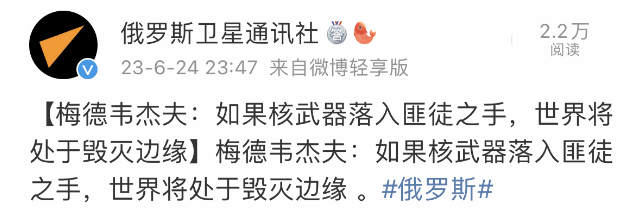 俄罗斯卫星通讯社
2.2万
23-6-24 23:47 来自微博轻享版
阅读
【梅德韦杰夫：如果核武器落入匪徒之手，世界将
处于毁灭边缘】梅德韦杰夫：如果核武器落入匪徒
之手，世界将处于毁灭边缘 。#俄罗斯#